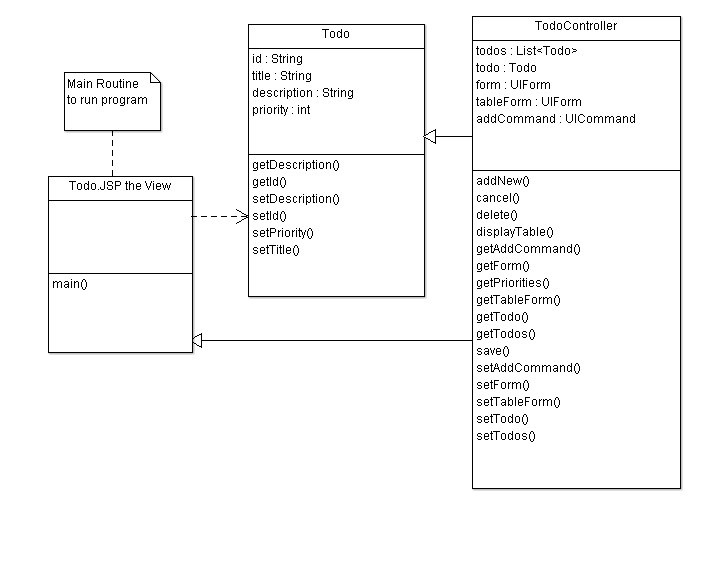 Main Routine
to run program
Todo.JSP the View
main()
Todo
id : String
title : String
description : String
priority : int
getDescription()
getId()
setDescription()
setId()
setPriority()
setTitle()
TodoController
todos : List<Todo>
todo : Todo
form : UIForm
tableForm : UIForm
addCommand : UICommand
addNew()
cancel()
delete()
displayTable()
getAddCommand()
getForm()
getPriorities()
getTableForm()
getTodo()
getTodos()
save()
setAddCommand()
setForm()
setTableForm()
setTodo()
setTodos()